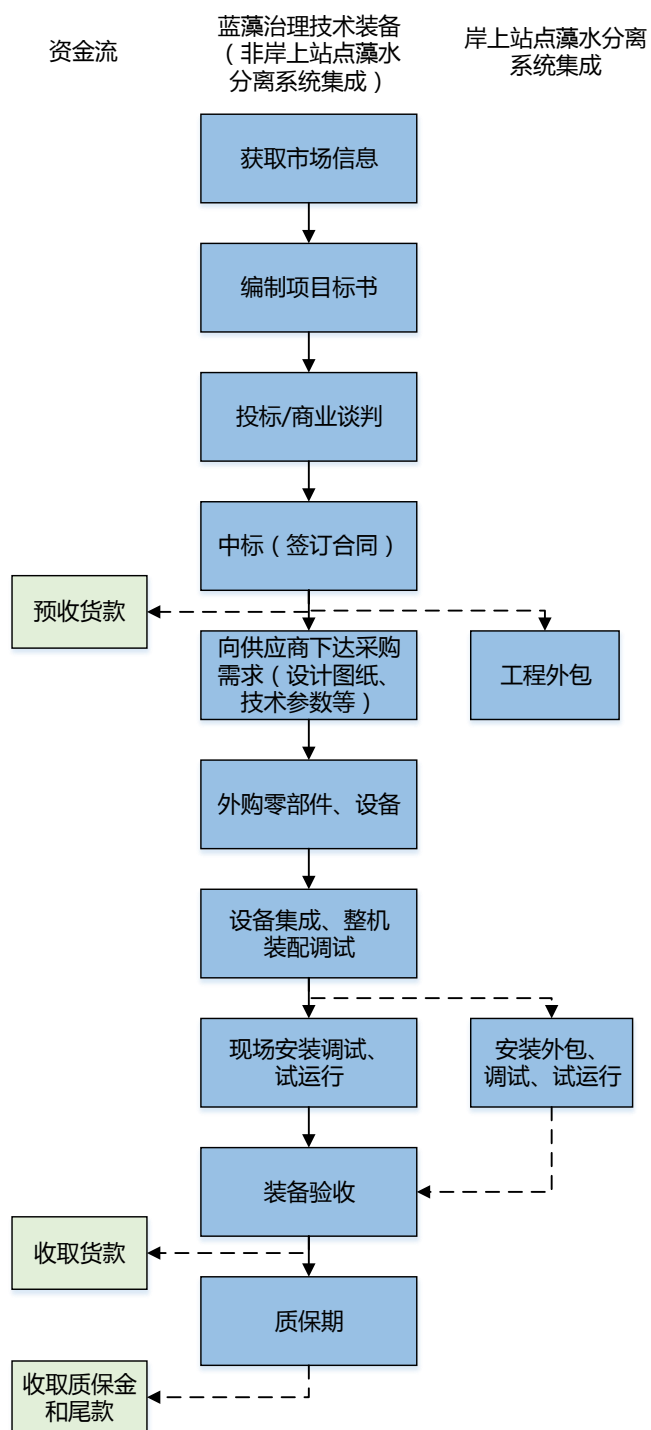 资金流
蓝藻治理技术装备
（非岸上站点藻水
分离系统集成）
岸上站点藻水分离
系统集成
获取市场信息
编制项目标书
投标/商业谈判
中标（签订合同）
预收货款
向供应商下达采购
需求（设计图纸、
技术参数等）
工程外包
外购零部件、设备
设备集成、整机
装配调试
现场安装调试、
试运行
安装外包、
调试、试运行
装备验收
收取货款
质保期
收取质保金
和尾款